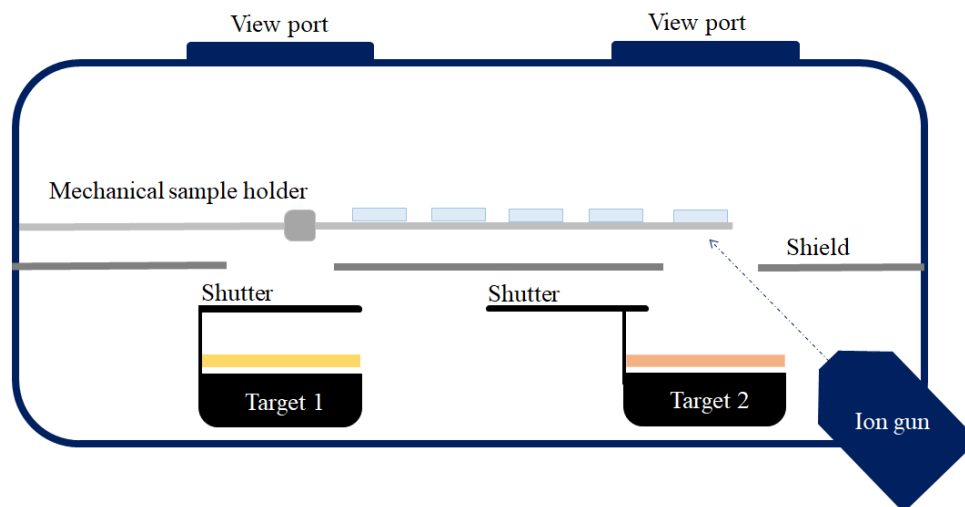 View port
View port
Mechanical sample holder
Shield
Shutter
Shutter
Target 1
Target 2
Ion gun